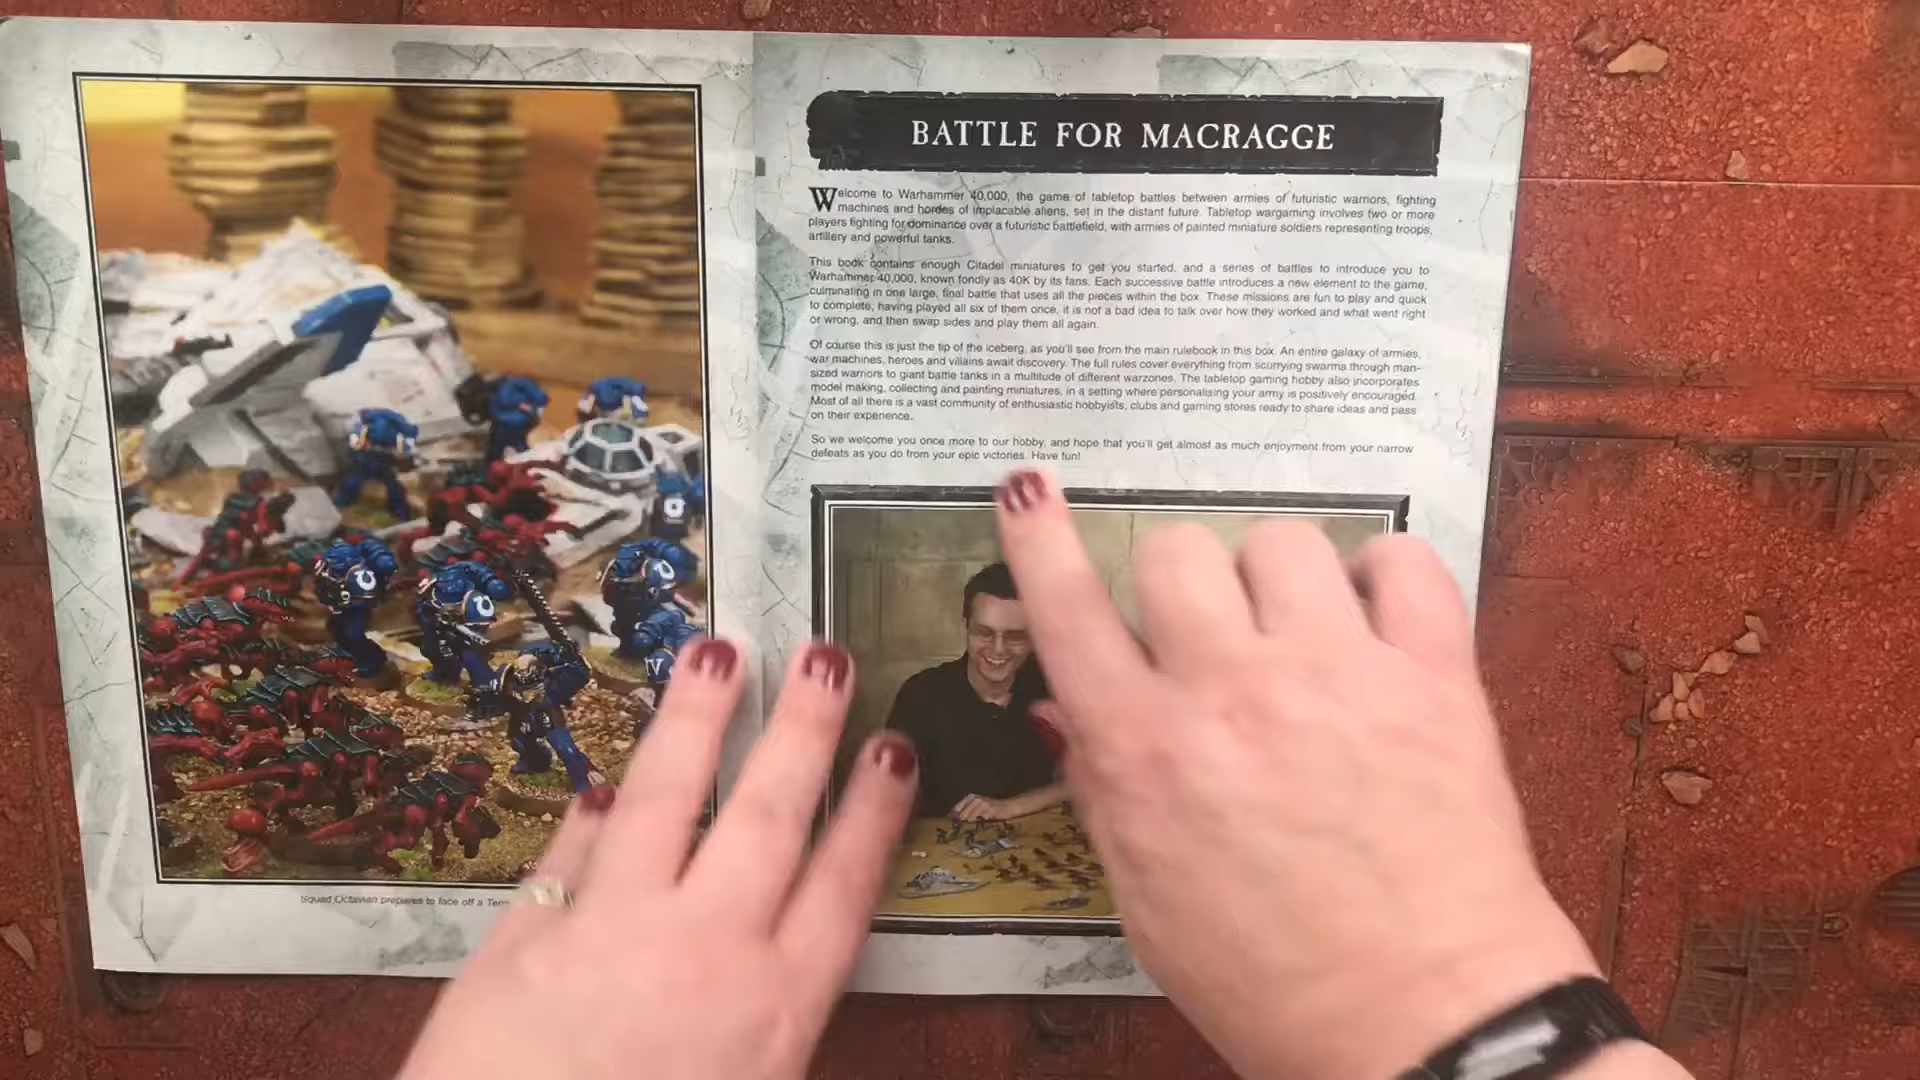 Squad Octavian prepares to face off a
BATTLE FOR MACRAGGE
Welcome to Warhammer 40,000, the game of tabletop battles between armies of futuristic warriors, fighting
machines and hordes of implacable aliens, set in the distant future. Tabletop wargaming involves two or more
players fighting for dominance over a futuristic battlefield, with armies of painted miniature soldiers representing troops,
artillery and powerful tanks.
This book contains enough Citadel miniatures to get you started, and a series of battles to introduce you to
Warhammer 40,000, known fondly as 40K by its fans. Each successive battle introduces a new element to the game,
culminating in one large, final battle that uses all the pieces within the box. These missions are fun to play and quick
to complete; having played all six of them once, it is not a bad idea to talk over how they worked and what went right
or wrong, and then swap sides and play them all again.
Of course this is just the tip of the iceberg, as you'll see from the main rulebook in this box. An entire galaxy of armies,
war machines, heroes and villains await discovery. The full rules cover everything from scurrying swarms through man-
sized warriors to giant battle tanks in a multitude of different warzones. The tabletop gaming hobby also incorporates
model making, collecting and painting miniatures, in a setting where personalising your army is positively encouraged.
Most of all there is a vast community of enthusiastic hobbyists, clubs and gaming stores ready to share ideas and pass
on their experience.
So we welcome you once more to our hobby, and hope that you'll get almost as much enjoyment from your narrow
defeats as you do from your epic victories. Have fun!
IV